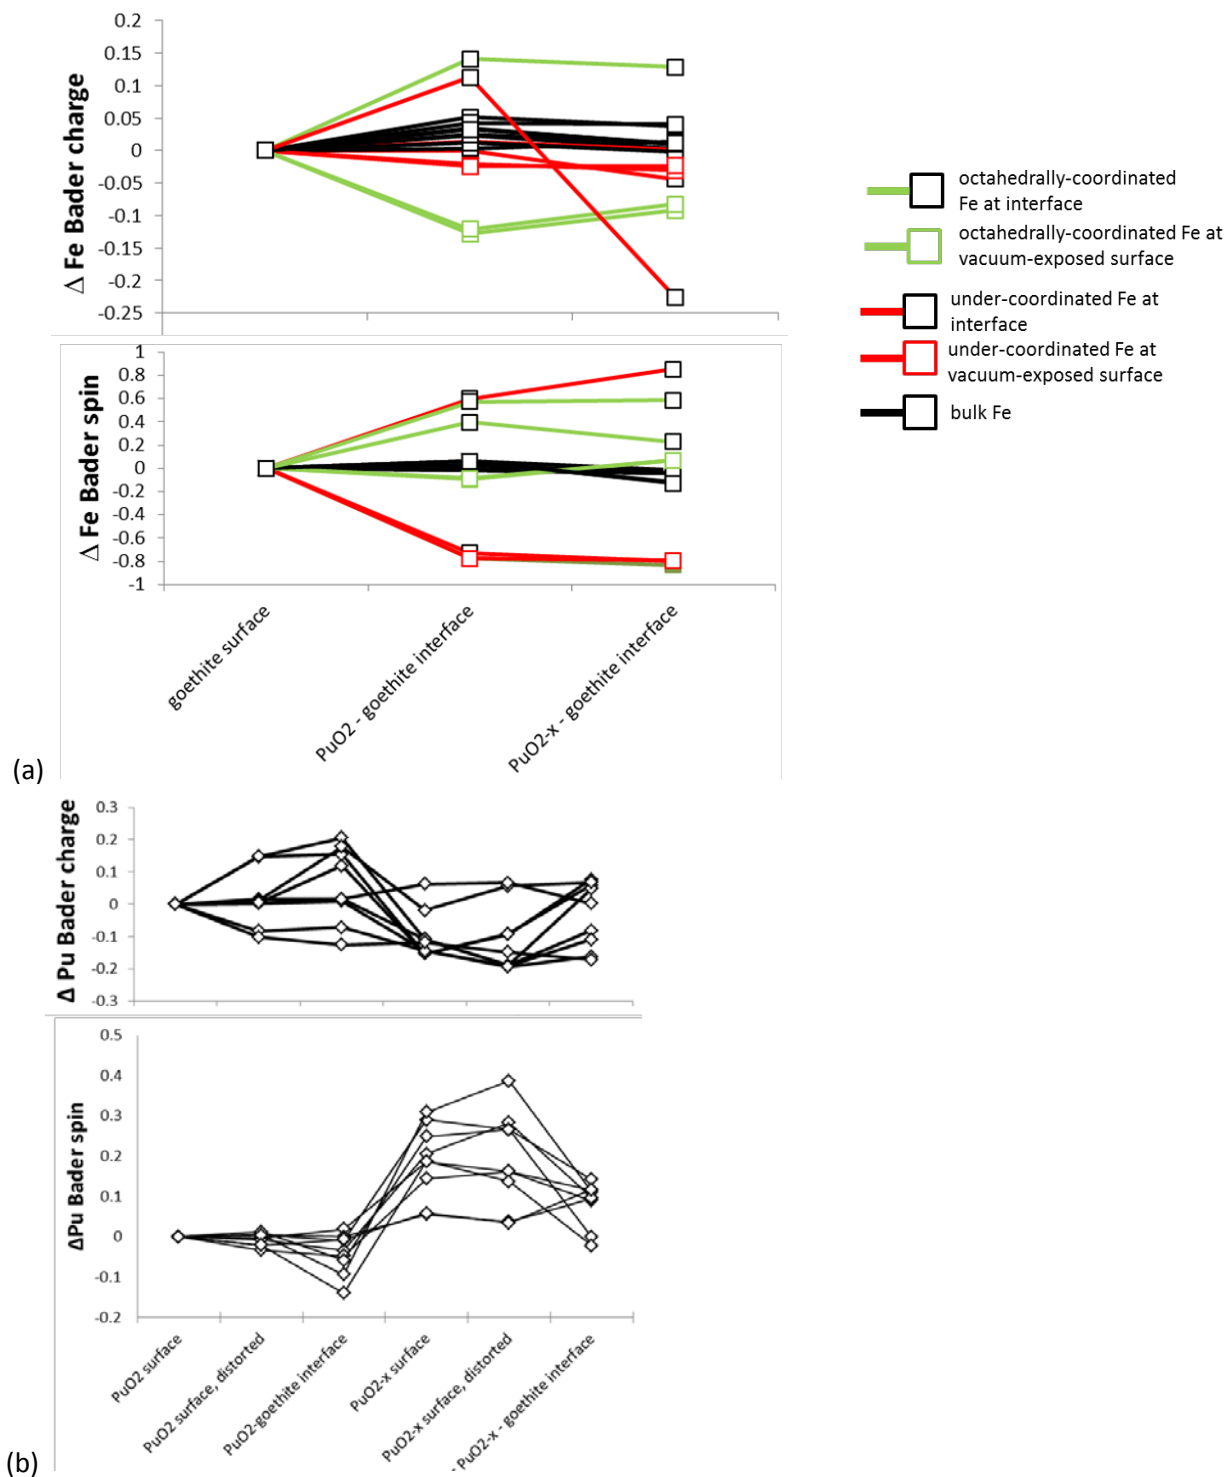 0.2
0.15
0.1
0.05
0
-0.05
-0.1
-0.15
-0.2
-0.25
Δ Fe Bader charge
octahedrally-coordinated
Fe at interface
octahedrally-coordinated Fe at
vacuum-exposed surface
under-coordinated Fe at
interface
under-coordinated Fe at
vacuum-exposed surface
bulk Fe
1
0.8
0.6
0.4
0.2
0
-0.2
-0.4
-0.6
-0.8
-1
Δ Fe Bader spin
goethite surface
PuO2 - goethite interface
PuO2-x - goethite interface
(a)
0.3
0.2
0.1
0
-0.1
-0.2
-0.3
Δ Pu Bader charge
0.5
0.4
0.3
0.2
0.1
0
-0.1
-0.2
ΔPu Bader spin
PuO2 surface
PuO2 surface, distorted
PuO2-goethite interface
PuO2-x surface
PuO2-x surface, distorted
- PuO2-x - goethite interface
(b)